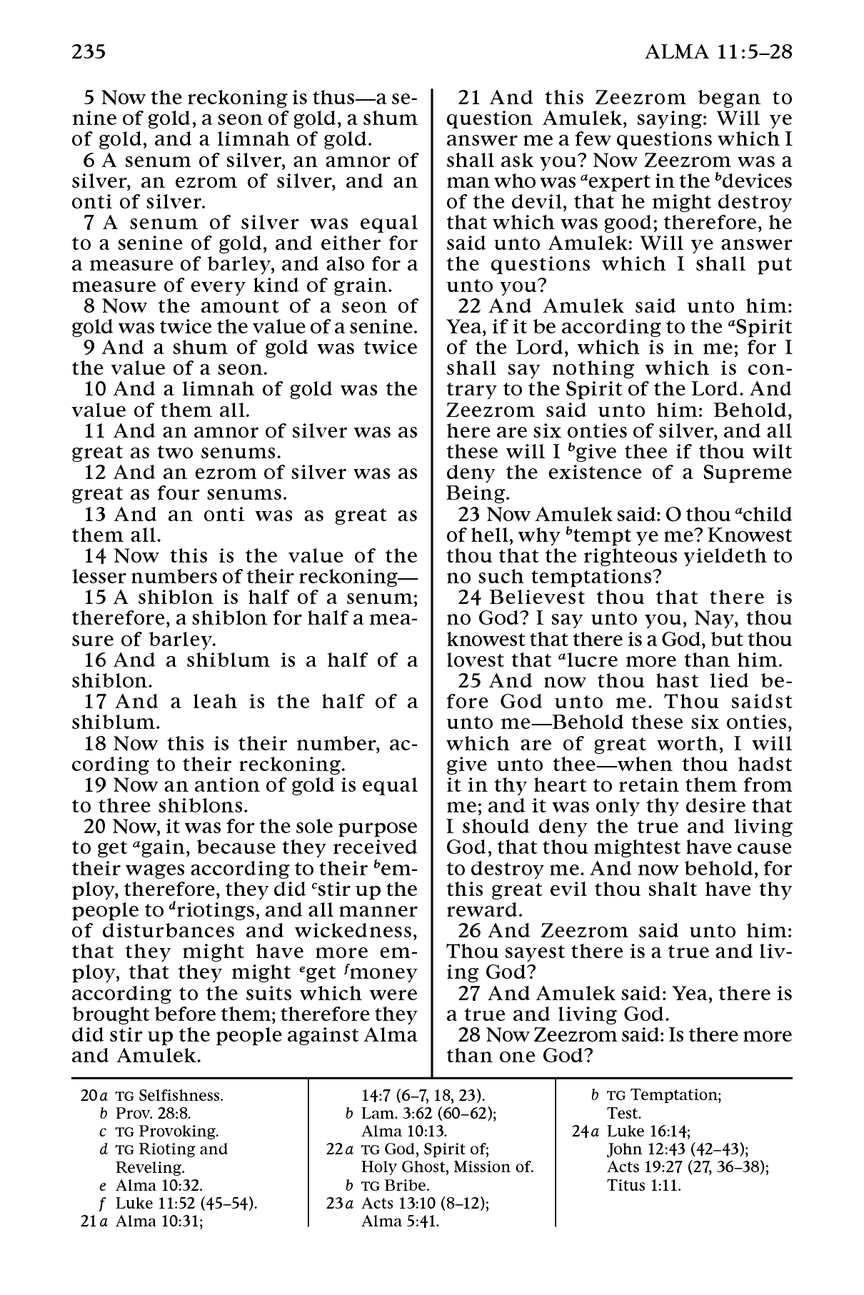 235
ALMA 11:5–28
5 Now the reckoning is thus—a se-
nine of gold, a seon of gold, a shum
of gold, and a limnah of gold.
6 A senum of silver, an amnor of
silver, an ezrom of silver, and an
onti of silver.
7 A senum of silver was equal
to a senine of gold, and either for
a measure of barley, and also for a
measure of every kind of grain.
8 Now the amount of a seon of
gold was twice the value of a senine.
9 And a shum of gold was twice
the value of a seon.
10 And a limnah of gold was the
value of them all.
11 And an amnor of silver was as
great as two senums.
12 And an ezrom of silver was as
great as four senums.
13 And an onti was as great as
them all.
14 Now this is the value of the
lesser numbers of their reckoning—
15 A shiblon is half of a senum;
therefore, a shiblon for half a mea-
sure of barley.
16 And a shiblum is a half of a
shiblon.
17 And a leah is the half of a
shiblum.
18 Now this is their number, ac-
cording to their reckoning.
19 Now an antion of gold is equal
to three shiblons.
20 Now, it was for the sole purpose
to get again, because they received
their wages according to their bem-
ploy, therefore, they did cstir up the
people to driotings, and all manner
of disturbances and wickedness,
that they might have more em-
ploy, that they might eget fmoney
according to the suits which were
brought before them; therefore they
did stir up the people against Alma
and Amulek.
21 And this Zeezrom began to
question Amulek, saying: Will ye
answer me a few questions which I
shall ask you? Now Zeezrom was a
man who was aexpert in the bdevices
of the devil, that he might destroy
that which was good; therefore, he
said unto Amulek: Will ye answer
the questions which I shall put
unto you?
22 And Amulek said unto him:
Yea, if it be according to the aSpirit
of the Lord, which is in me; for I
shall say nothing which is con-
trary to the Spirit of the Lord. And
Zeezrom said unto him: Behold,
here are six onties of silver, and all
these will I bgive thee if thou wilt
deny the existence of a Supreme
Being.
23 Now Amulek said: O thou achild
of hell, why btempt ye me? Knowest
thou that the righteous yieldeth to
no such temptations?
24 Believest thou that there is
no God? I say unto you, Nay, thou
knowest that there is a God, but thou
lovest that alucre more than him.
25 And now thou hast lied be-
fore God unto me. Thou saidst
unto me—Behold these six onties,
which are of great worth, I will
give unto thee—when thou hadst
it in thy heart to retain them from
me; and it was only thy desire that
I should deny the true and living
God, that thou mightest have cause
to destroy me. And now behold, for
this great evil thou shalt have thy
reward.
26 And Zeezrom said unto him:
Thou sayest there is a true and liv-
ing God?
27 And Amulek said: Yea, there is
a true and living God.
28 Now Zeezrom said: Is there more
than one God?
20a TG Selfishness.
b Prov. 28:8.
c TG Provoking.
d TG Rioting and
Reveling.
e Alma 10:32.
f Luke 11:52 (45–54).
21a Alma 10:31;
14:7 (6–7, 18, 23).
b Lam. 3:62 (60–62);
Alma 10:13.
22a TG God, Spirit of;
Holy Ghost, Mission of.
b TG Bribe.
23a Acts 13:10 (8–12);
Alma 5:41.
b TG Temptation;
Test.
24a Luke 16:14;
John 12:43 (42–43);
Acts 19:27 (27, 36–38);
Titus 1:11.